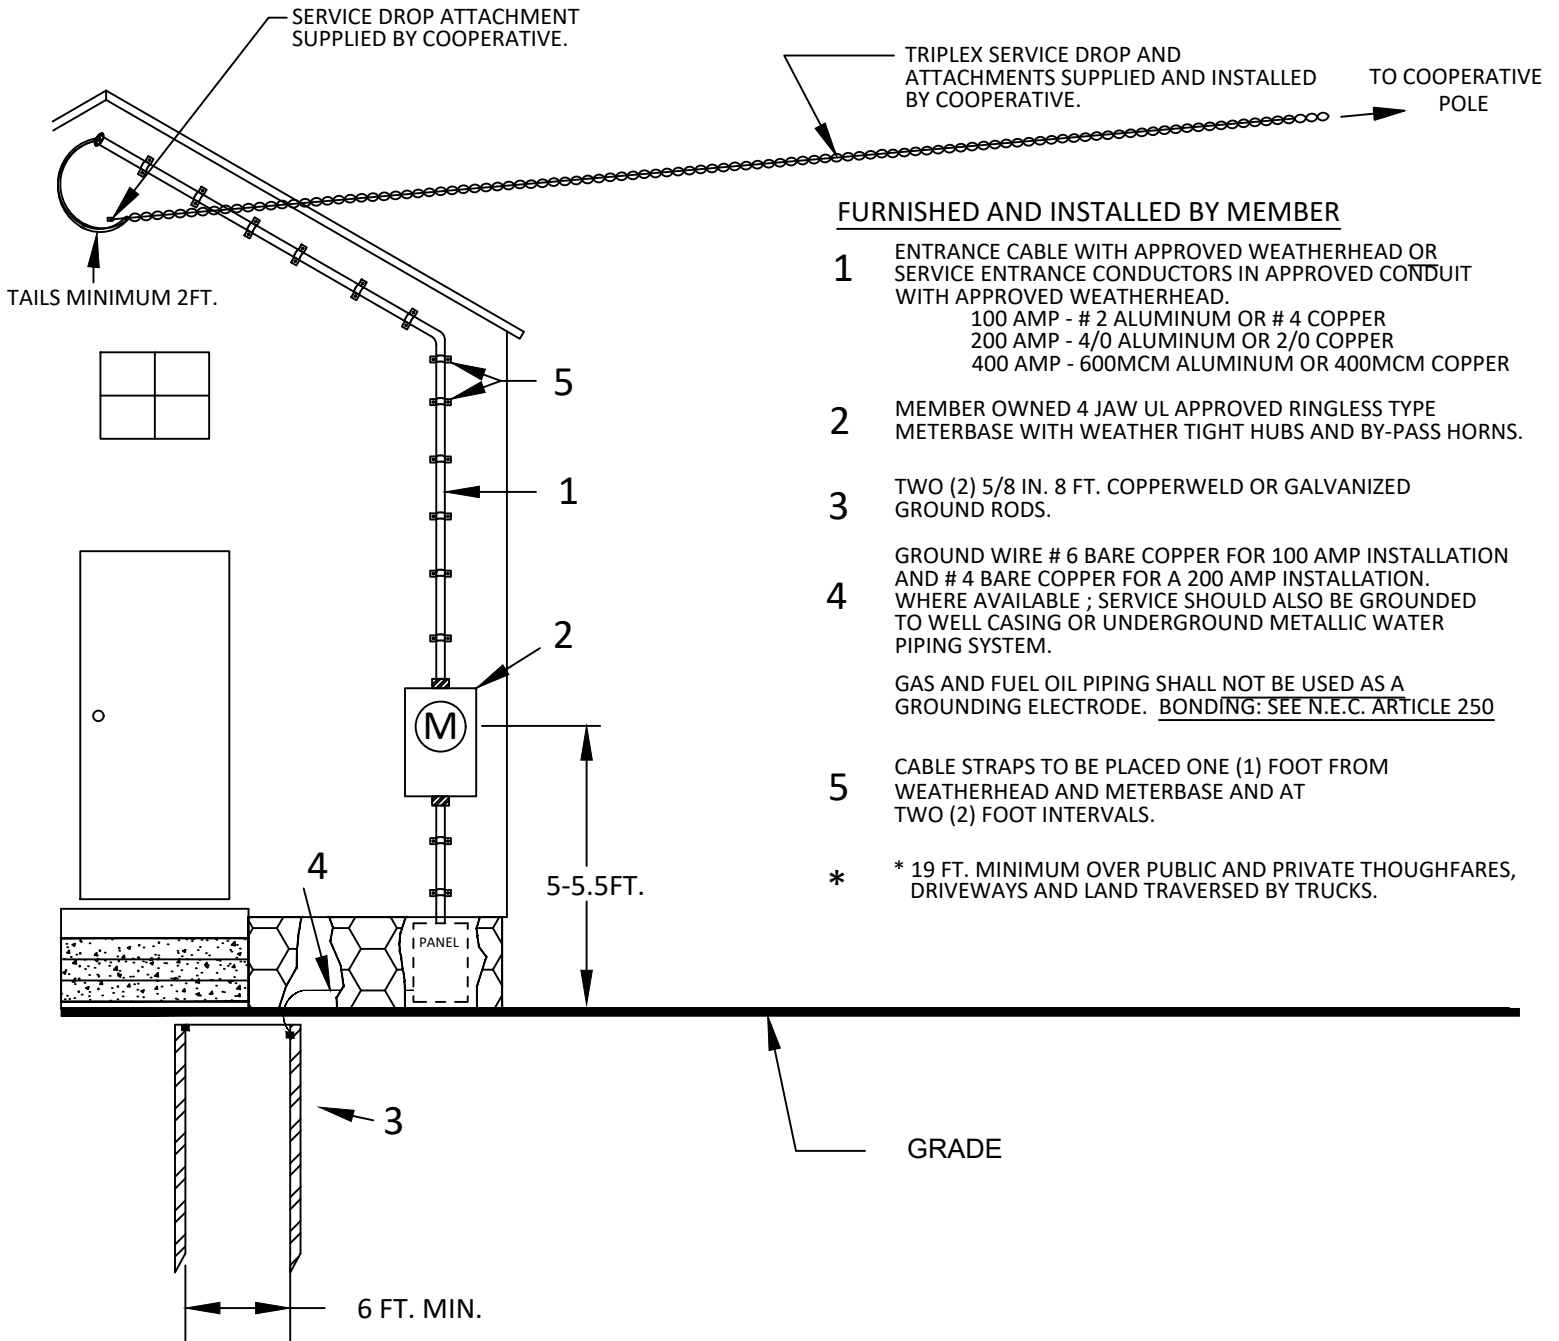 SERVICE DROP ATTACHMENT
SUPPLIED BY COOPERATIVE.
TRIPLEX SERVICE DROP AND
ATTACHMENTS SUPPLIED AND INSTALLED
BY COOPERATIVE.
TO COOPERATIVE
POLE
TAILS MINIMUM 2FT.
FURNISHED AND INSTALLED BY MEMBER
1
ENTRANCE CABLE WITH APPROVED WEATHERHEAD OR
SERVICE ENTRANCE CONDUCTORS IN APPROVED CONDUIT
WITH APPROVED WEATHERHEAD.
100 AMP - # 2 ALUMINUM OR # 4 COPPER
200 AMP - 4/0 ALUMINUM OR 2/0 COPPER
400 AMP - 600MCM ALUMINUM OR 400MCM COPPER
2
MEMBER OWNED 4 JAW UL APPROVED RINGLESS TYPE
METERBASE WITH WEATHER TIGHT HUBS AND BY-PASS HORNS.
3
TWO (2) 5/8 IN. 8 FT. COPPERWELD OR GALVANIZED
GROUND RODS.
4
GROUND WIRE # 6 BARE COPPER FOR 100 AMP INSTALLATION
AND # 4 BARE COPPER FOR A 200 AMP INSTALLATION.
WHERE AVAILABLE ; SERVICE SHOULD ALSO BE GROUNDED
TO WELL CASING OR UNDERGROUND METALLIC WATER
PIPING SYSTEM.
GAS AND FUEL OIL PIPING SHALL NOT BE USED AS A
GROUNDING ELECTRODE. BONDING: SEE N.E.C. ARTICLE 250
5
CABLE STRAPS TO BE PLACED ONE (1) FOOT FROM
WEATHERHEAD AND METERBASE AND AT
TWO (2) FOOT INTERVALS.
*
* 19 FT. MINIMUM OVER PUBLIC AND PRIVATE THOUGHFARES,
DRIVEWAYS AND LAND TRAVERSED BY TRUCKS.
5
1
2
M
4
5-5.5FT.
PANEL
3
GRADE
6 FT. MIN.